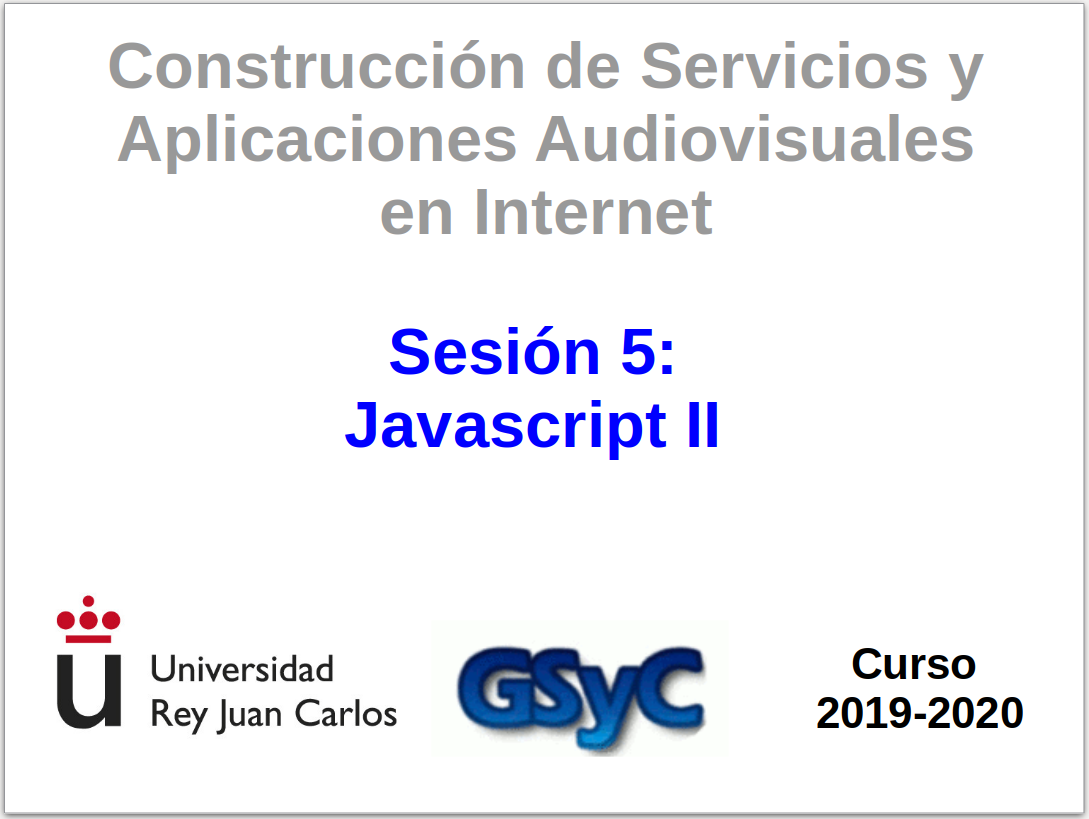 Construcción de Servicios y
Aplicaciones Audiovisuales
en Internet
Sesión 5:
Javascript II
Universidad
Rey Juan Carlos
GSyC
Curso
2019-2020